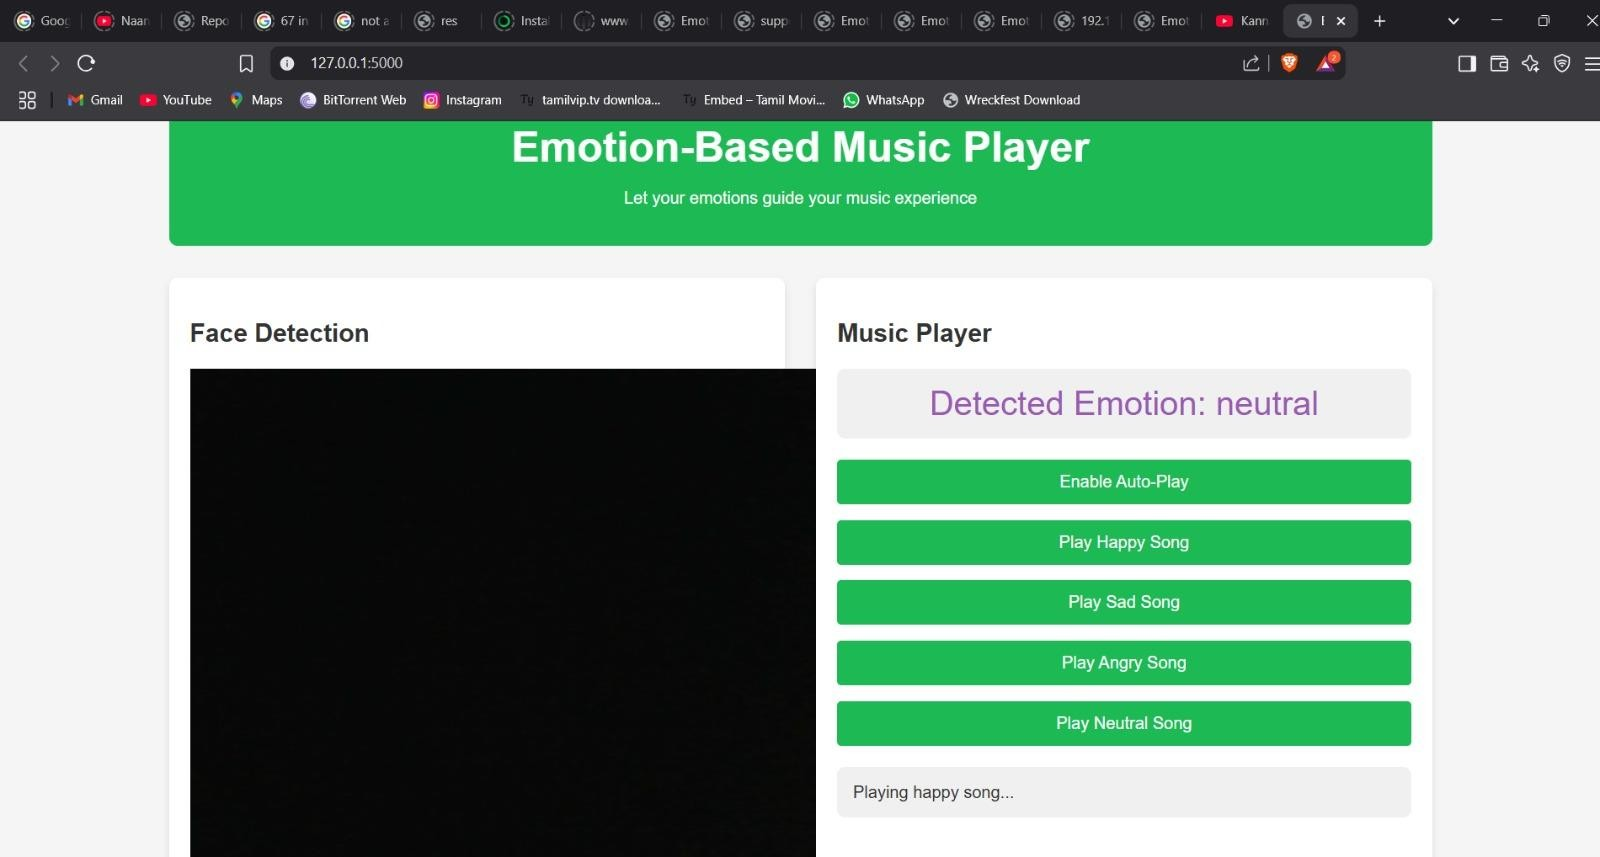 Goog
Naan
Repo
67 in
not a
res
Insta
www
Emot
supp
Emot
Emot
Emot
192.1
Emot
Kann
127.0.0.1:5000
2
Gmail
YouTube
Maps
BitTorrent Web
Instagram
Ty tamilvip.tv downloa...
Ty Embed – Tamil Movi...
WhatsApp
Wreckfest Download
Emotion-Based Music Player
Let your emotions guide your music experience
Face Detection
Music Player
Detected Emotion: neutral
Enable Auto-Play
Play Happy Song
Play Sad Song
Play Angry Song
Play Neutral Song
Playing happy song...